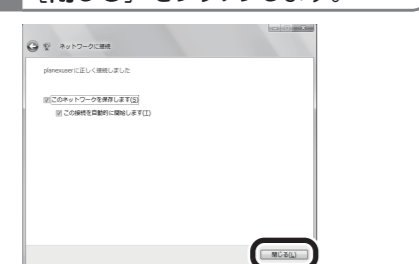 ［閉じる］をクリックします。
ネットワークに接続
planexuserに正しく接続しました
このネットワークを保存します(S)
この接続を自動的に開始します(T)
閉じる(L)